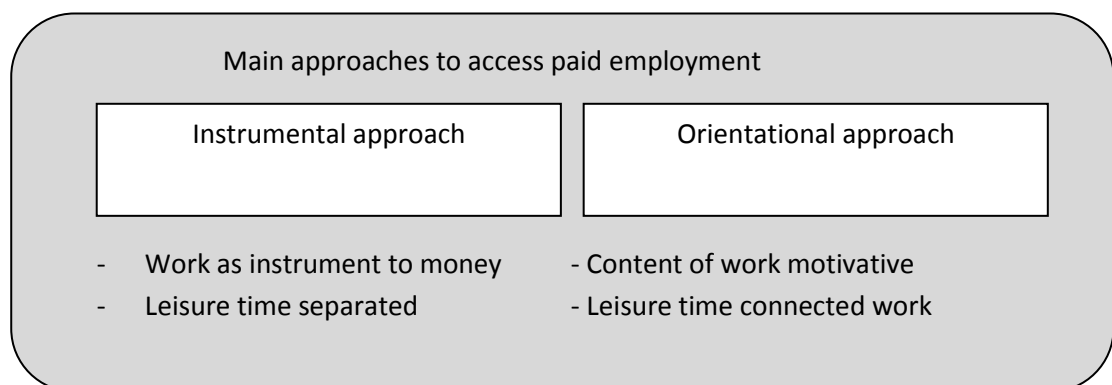 Main approaches to access paid employment
Instrumental approach
Orientational approach
- Work as instrument to money
- Leisure time separated
- Content of work motivative
- Leisure time connected work